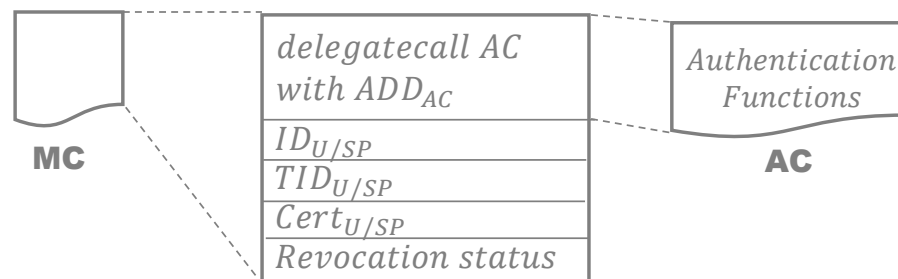 delegatecall AC
with ADD_AC
ID_U/SP
TID_U/SP
Cert_U/SP
Revocation status
MC
Authentication
Functions
AC